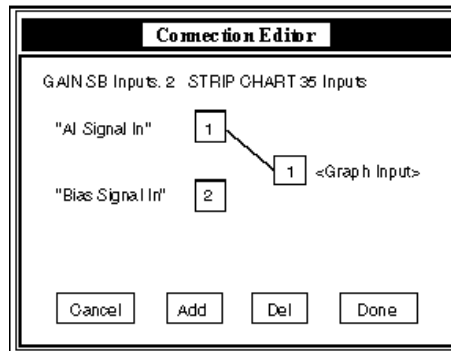 Connection Editor
GAIN SB Inputs. 2 STRIP CHART 35 Inputs
"AI Signal In" 1
1 <Graph Input>
"Bias Signal In" 2
Cancel Add Del Done